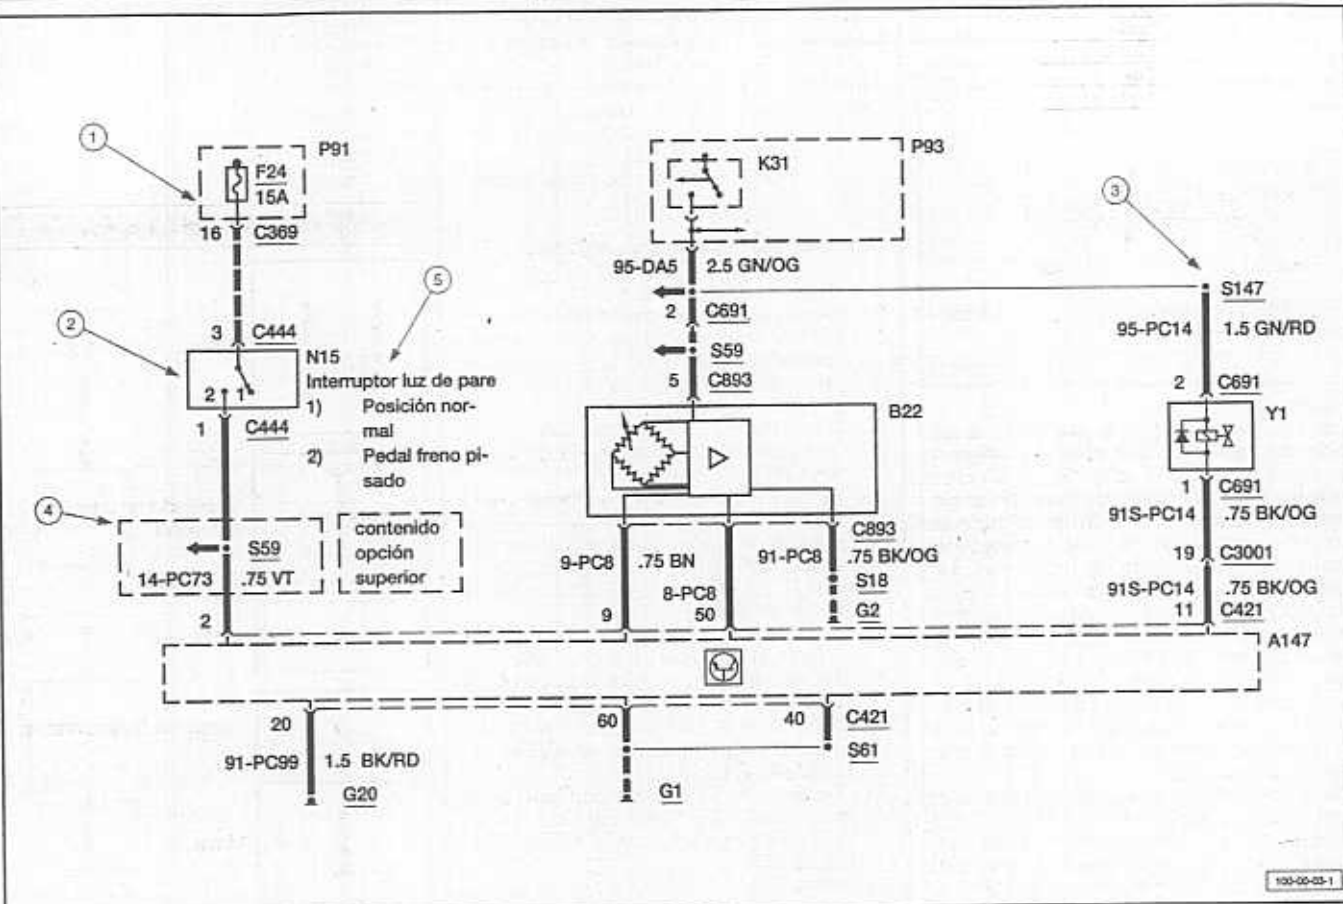 1
P91
F24
15A
16 C369
2
3 C444
N15
Interruptor luz de pare
1) Posición nor-
mal
2) Pedal freno pi-
sado
2 1
1 C444
5
4
S59
14-PC73 .75 VT
contenido
opción
superior
2
P93
K31
95-DA5 2.5 GN/OG
2 C691
S59
5 C893
B22
C893
9-PC8 .75 BN
8-PC8
91-PC8 .75 BK/OG
S18
G2
9
50
3
S147
95-PC14 1.5 GN/RD
2 C691
Y1
1 C691
91S-PC14 .75 BK/OG
19 C3001
91S-PC14 .75 BK/OG
11 C421
A147
20
91-PC99 1.5 BK/RD
G20
60
G1
40 C421
S61
100-00-03-1